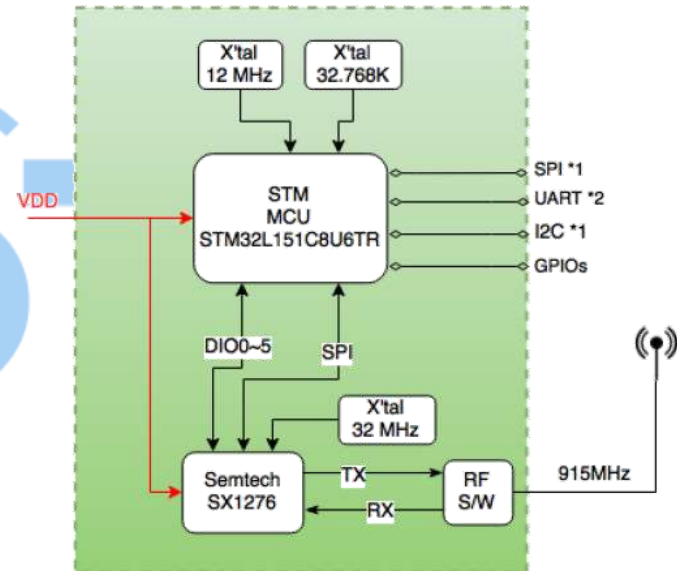 X'tal
12 MHz
X'tal
32.768K
STM
MCU
STM32L151C8U6TR
SPI *1
UART *2
I2C *1
GPIOs
VDD
DIO0~5
SPI
X'tal
32 MHz
Semtech
SX1276
TX
RX
RF
S/W
915MHz